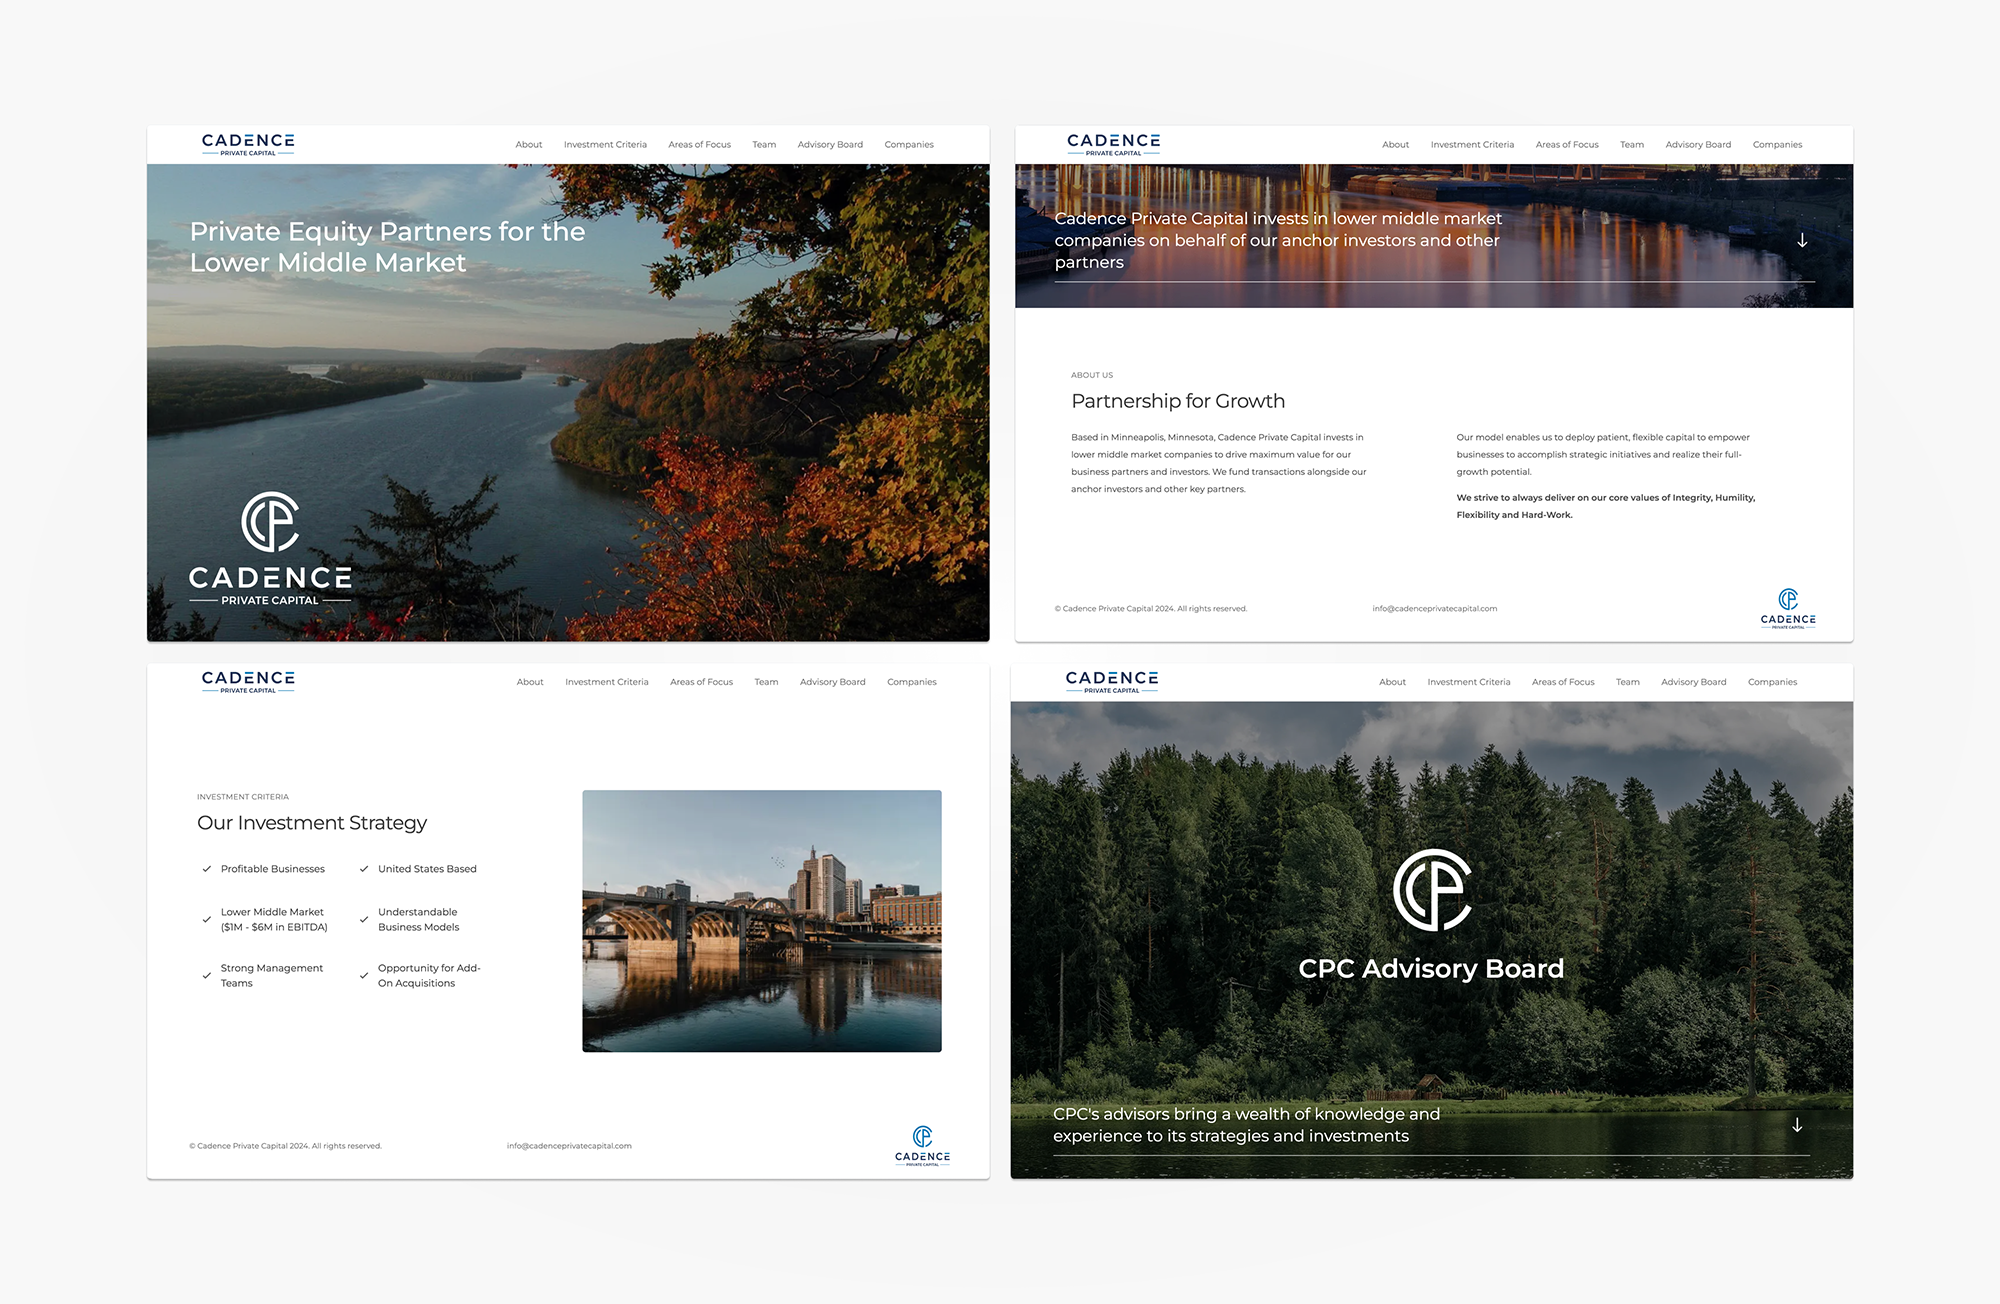 CADENCE
PRIVATE CAPITAL
About Investment Criteria Areas of Focus Team Advisory Board Companies
Private Equity Partners for the
Lower Middle Market
CADENCE
PRIVATE CAPITAL
CADENCE
PRIVATE CAPITAL
About Investment Criteria Areas of Focus Team Advisory Board Companies
Cadence Private Capital invests in lower middle market
companies on behalf of our anchor investors and other
partners
ABOUT US
Partnership for Growth
Based in Minneapolis, Minnesota, Cadence Private Capital invests in
lower middle market companies to drive maximum value for our
business partners and investors. We fund transactions alongside our
anchor investors and other key partners.
Our model enables us to deploy patient, flexible capital to empower
businesses to accomplish strategic initiatives and realize their full-
growth potential.
We strive to always deliver on our core values of Integrity, Humility,
Flexibility and Hard-Work.
© Cadence Private Capital 2024. All rights reserved.
info@cadenceprivatecapital.com
CADENCE
PRIVATE CAPITAL
CADENCE
PRIVATE CAPITAL
About Investment Criteria Areas of Focus Team Advisory Board Companies
INVESTMENT CRITERIA
Our Investment Strategy
Profitable Businesses
United States Based
Lower Middle Market
($1M - $6M in EBITDA)
Understandable
Business Models
Strong Management
Teams
Opportunity for Add-
On Acquisitions
© Cadence Private Capital 2024. All rights reserved.
info@cadenceprivatecapital.com
CADENCE
PRIVATE CAPITAL
CADENCE
PRIVATE CAPITAL
About Investment Criteria Areas of Focus Team Advisory Board Companies
CPC Advisory Board
CPC's advisors bring a wealth of knowledge and
experience to its strategies and investments